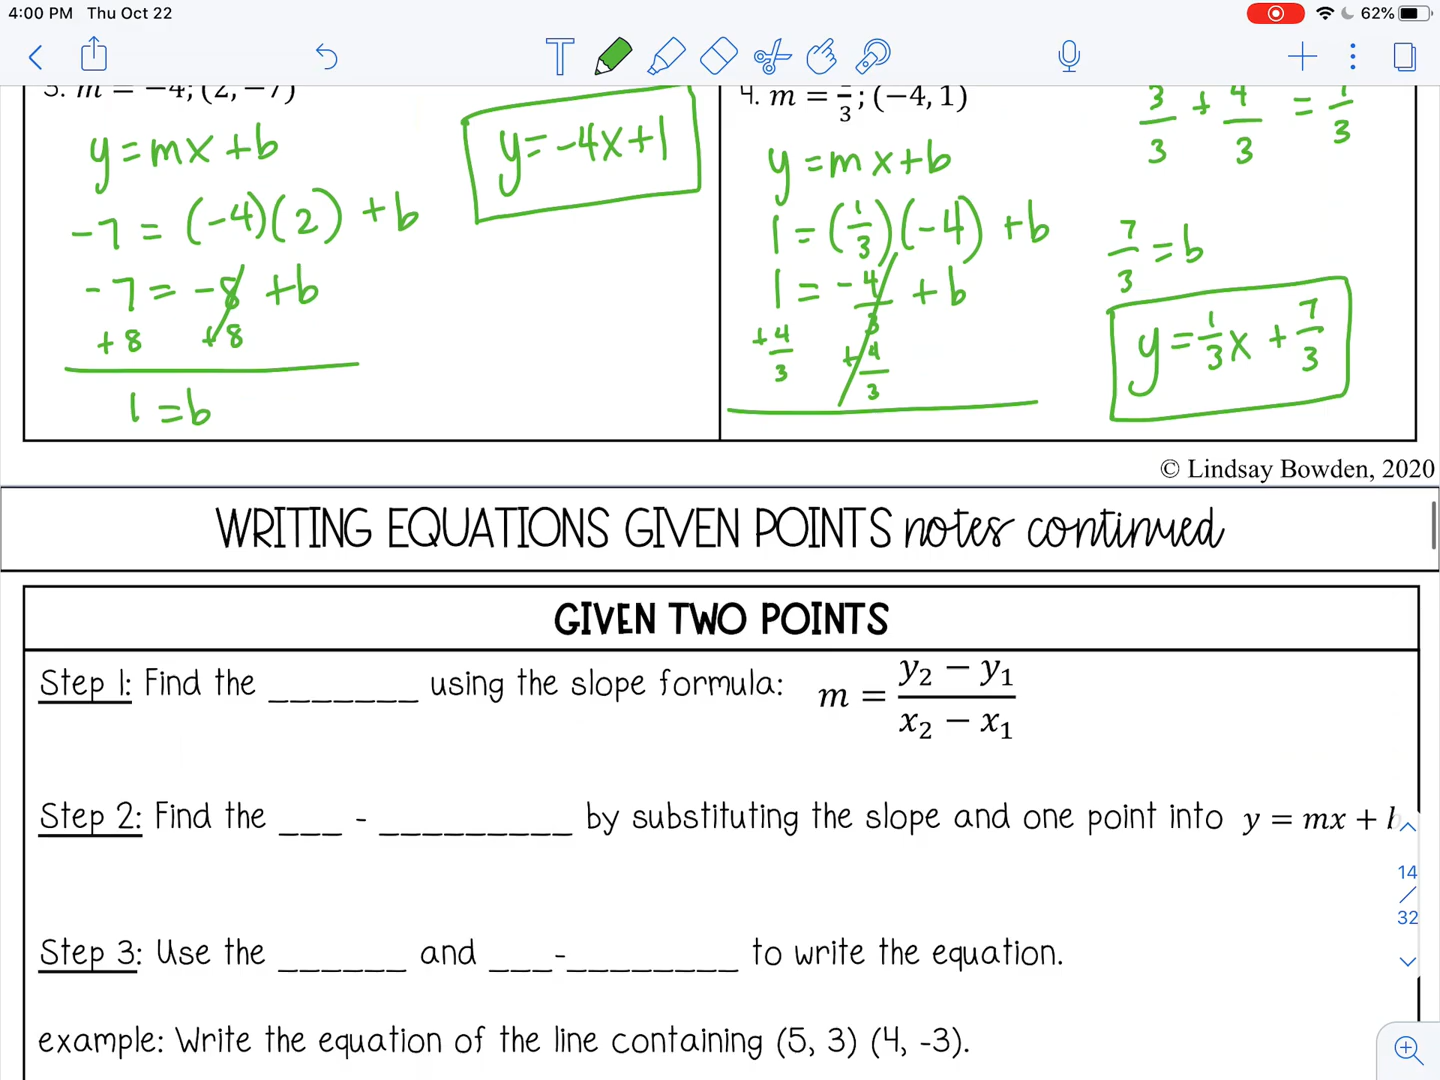 4:00 PM Thu Oct 22
62%
3. m = −4; (2, −7)
y = mx + b
-7 = (-4)(2) + b
-7 = -8 + b
+8 +8
1 = b
y = -4x + 1
4. m = 1/3; (−4, 1)
y = mx + b
1 = (1/3)(-4) + b
1 = -4/3 + b
+4/3 +4/3
3/3 + 4/3 = 1/3
7/3 = b
y = 1/3x + 7/3
© Lindsay Bowden, 2020
WRITING EQUATIONS GIVEN POINTS notes continued
GIVEN TWO POINTS
Step 1: Find the _______ using the slope formula: m = y₂ − y₁ / x₂ − x₁
Step 2: Find the ___ - _________ by substituting the slope and one point into y = mx + b
Step 3: Use the ______ and ___-________ to write the equation.
14 / 32
example: Write the equation of the line containing (5, 3) (4, -3).